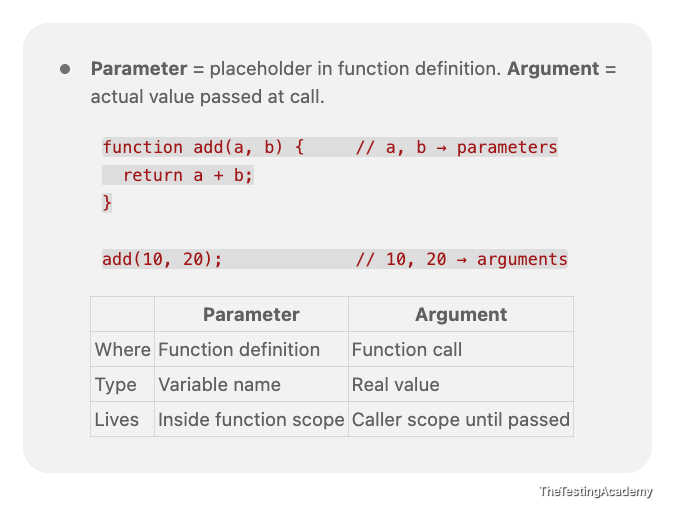 • Parameter = placeholder in function definition. Argument =
actual value passed at call.
function add(a, b) {     // a, b → parameters
  return a + b;
}
add(10, 20);             // 10, 20 → arguments
Parameter Argument
Where Function definition Function call
Type Variable name Real value
Lives Inside function scope Caller scope until passed
TheTestingAcademy